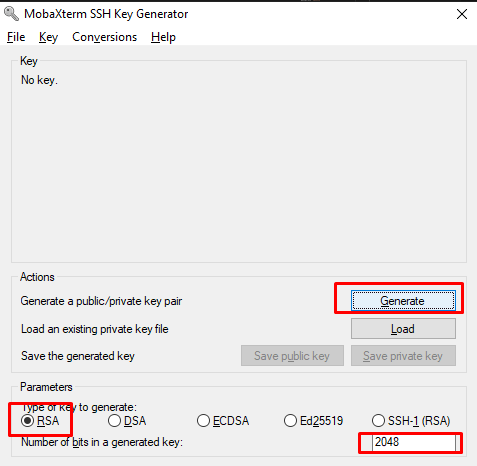 MobaXterm SSH Key Generator
File Key Conversions Help
Key
No key.
Actions
Generate a public/private key pair Generate
Load an existing private key file Load
Save the generated key Save public key Save private key
Parameters
Type of key to generate:
RSA DSA ECDSA Ed25519 SSH-1 (RSA)
Number of bits in a generated key: 2048